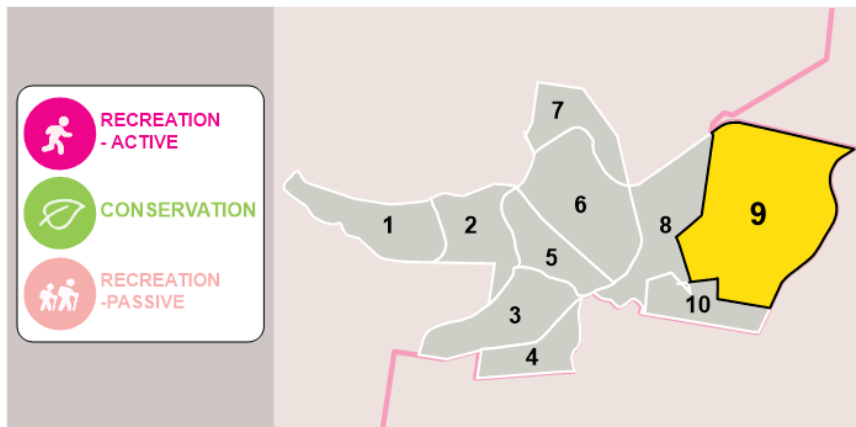 RECREATION
- ACTIVE
CONSERVATION
RECREATION
-PASSIVE
7
1
2
6
8
9
5
3
10
4